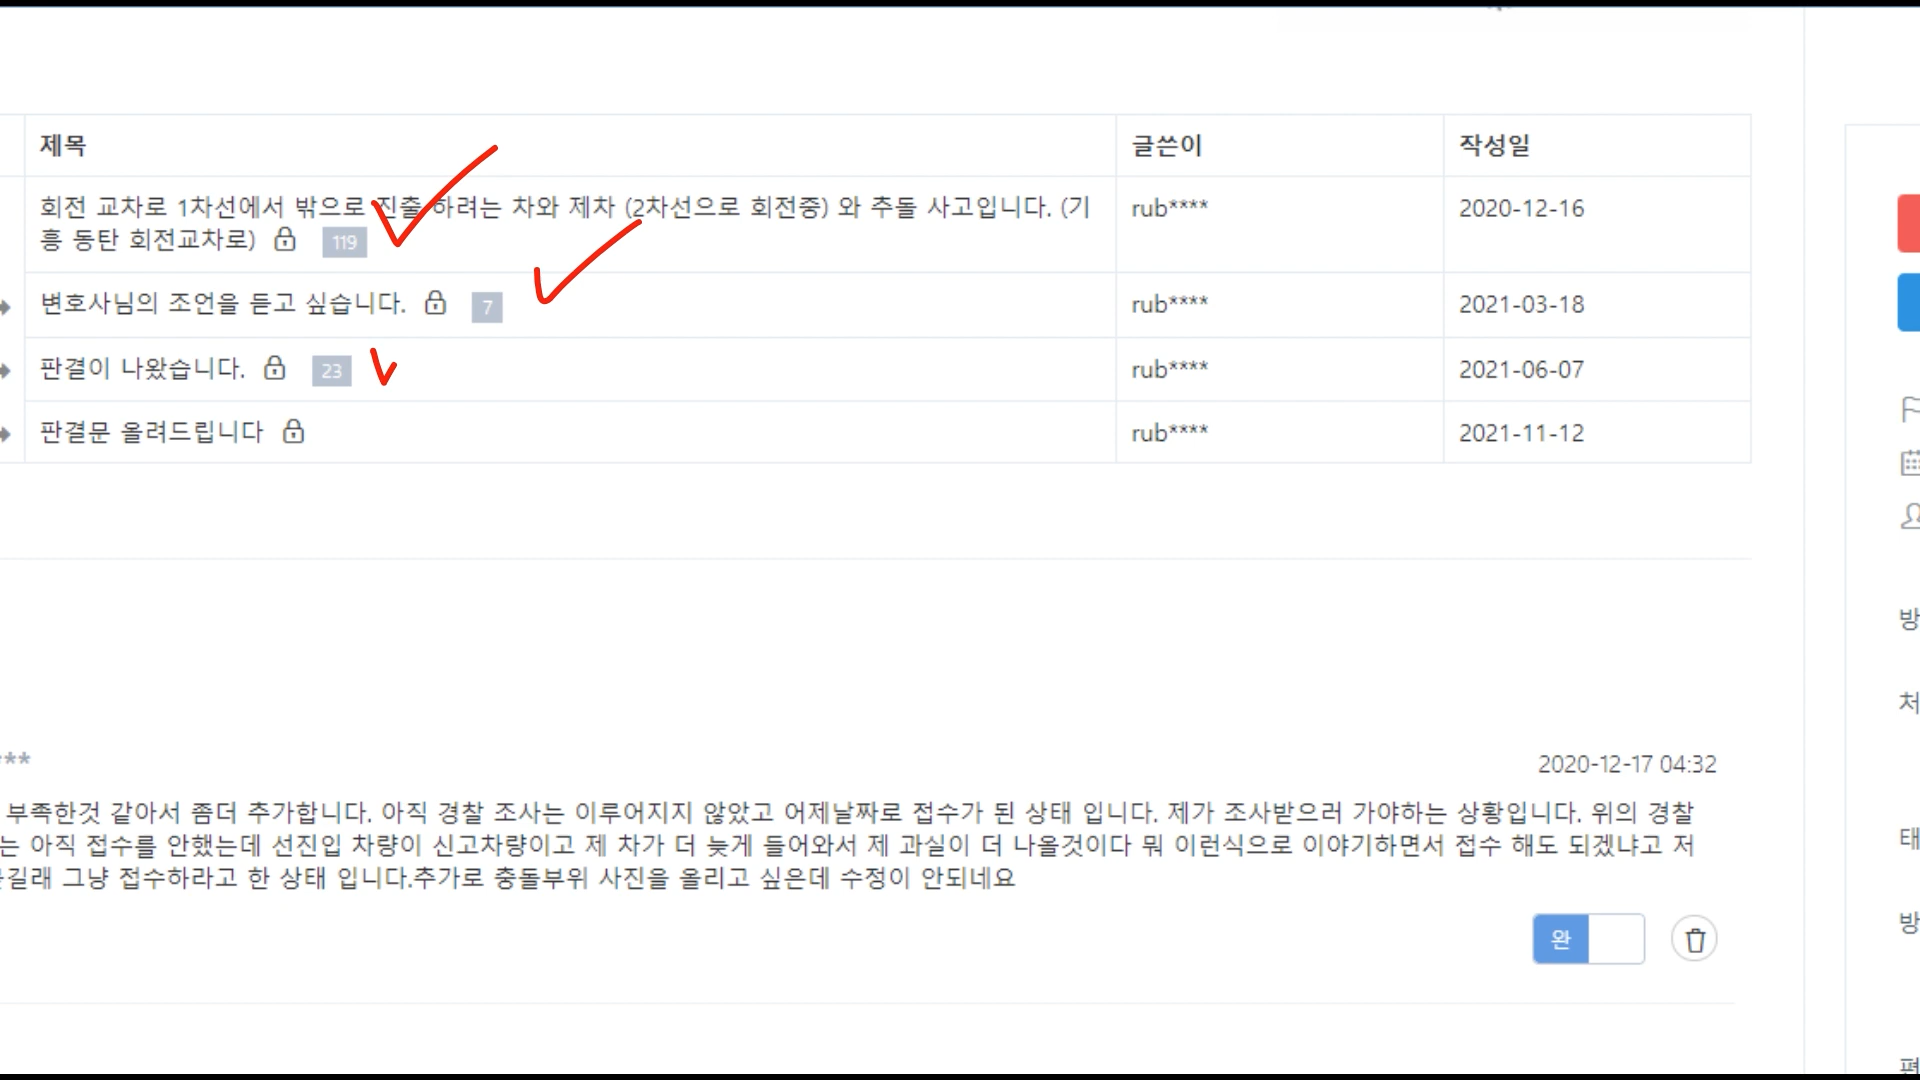 제목 글쓴이 작성일
회전 교차로 1차선에서 밖으로 진출 하려는 차와 제차 (2차선으로 회전중) 와 추돌 사고입니다. (기 rub**** 2020-12-16
흥 동탄 회전교차로) 119
변호사님의 조언을 듣고 싶습니다. 7 rub**** 2021-03-18
판결이 나왔습니다. 23 rub**** 2021-06-07
판결문 올려드립니다 rub**** 2021-11-12
방
처
*** 2020-12-17 04:32
부족한것 같아서 좀더 추가합니다. 아직 경찰 조사는 이루어지지 않았고 어제날짜로 접수가 된 상태 입니다. 제가 조사받으러 가야하는 상황입니다. 위의 경찰
는 아직 접수를 안했는데 선진입 차량이 신고차량이고 제 차가 더 늦게 들어와서 제 과실이 더 나올것이다 뭐 이런식으로 이야기하면서 접수 해도 되겠냐고 저
태
길래 그냥 접수하라고 한 상태 입니다.추가로 충돌부위 사진을 올리고 싶은데 수정이 안되네요
방
완